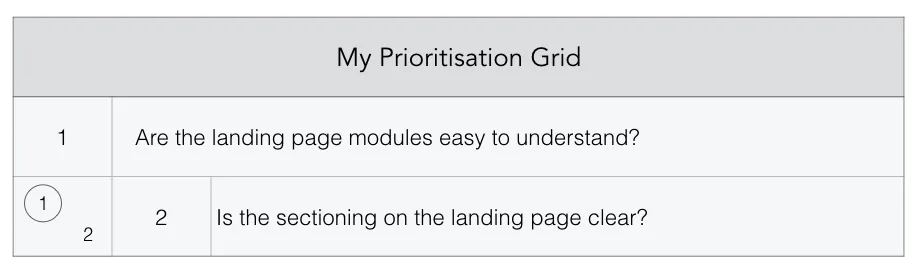 My Prioritisation Grid
1 Are the landing page modules easy to understand?
1
2 Is the sectioning on the landing page clear?
2